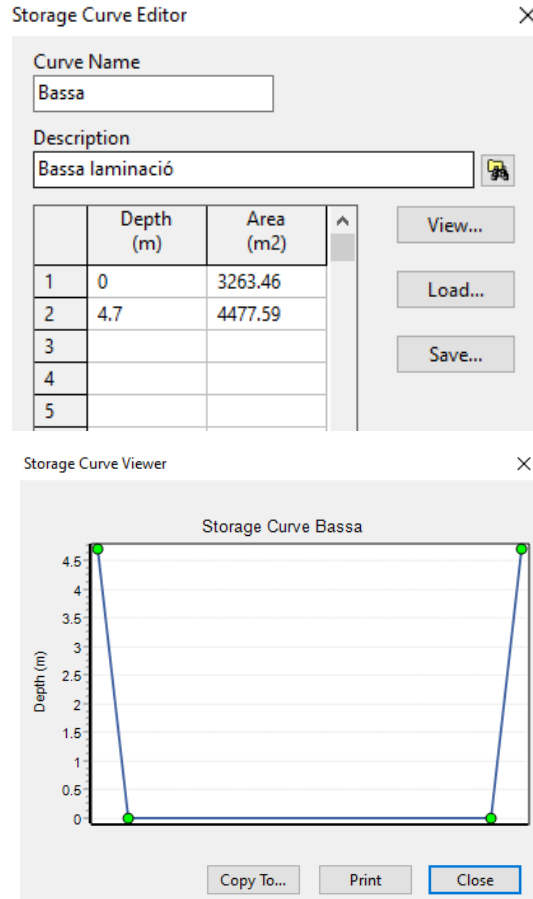 Storage Curve Editor
Curve Name
Bassa
Description
Bassa laminació
Depth (m) Area (m2)
View...
1 0 3263.46
Load...
2 4.7 4477.59
3
Save...
4
5
Storage Curve Viewer
Storage Curve Bassa
4.5
4
3.5
3
2.5
2
1.5
1
0.5
0
Depth (m)
Copy To... Print Close